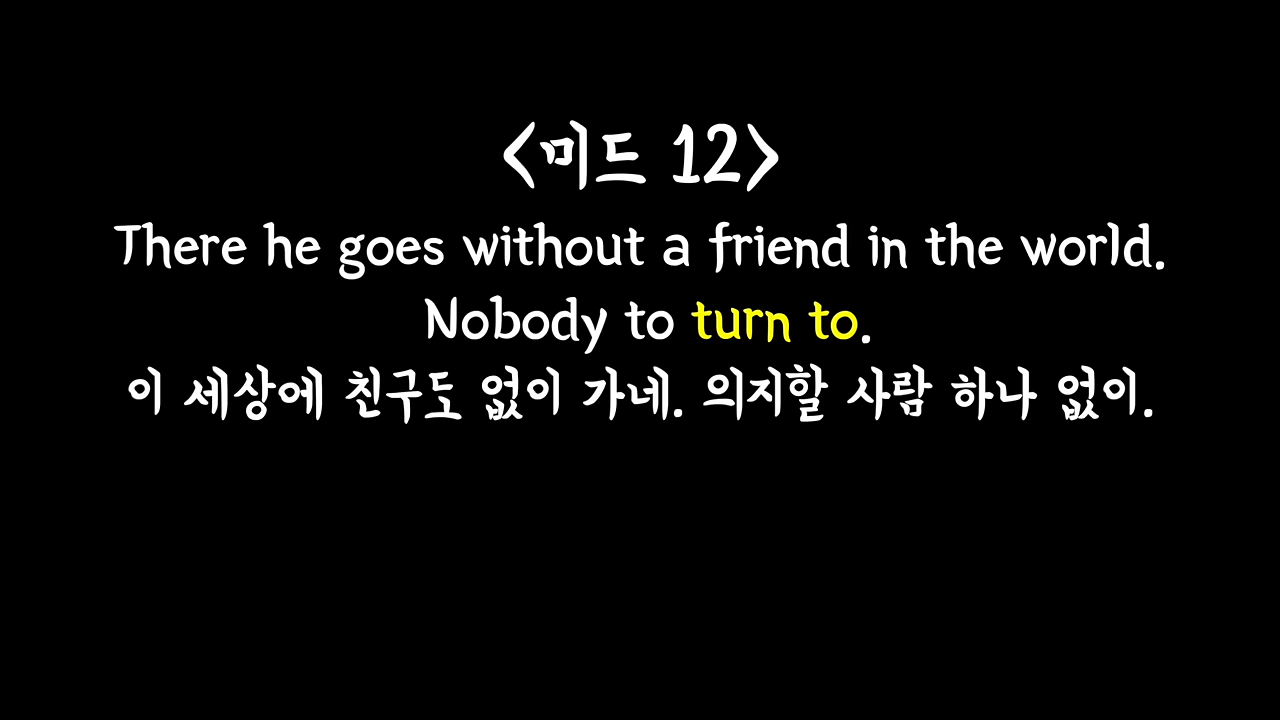 <미드 12>
There he goes without a friend in the world.
Nobody to turn to.
이 세상에 친구도 없이 가네. 의지할 사람 하나 없이.